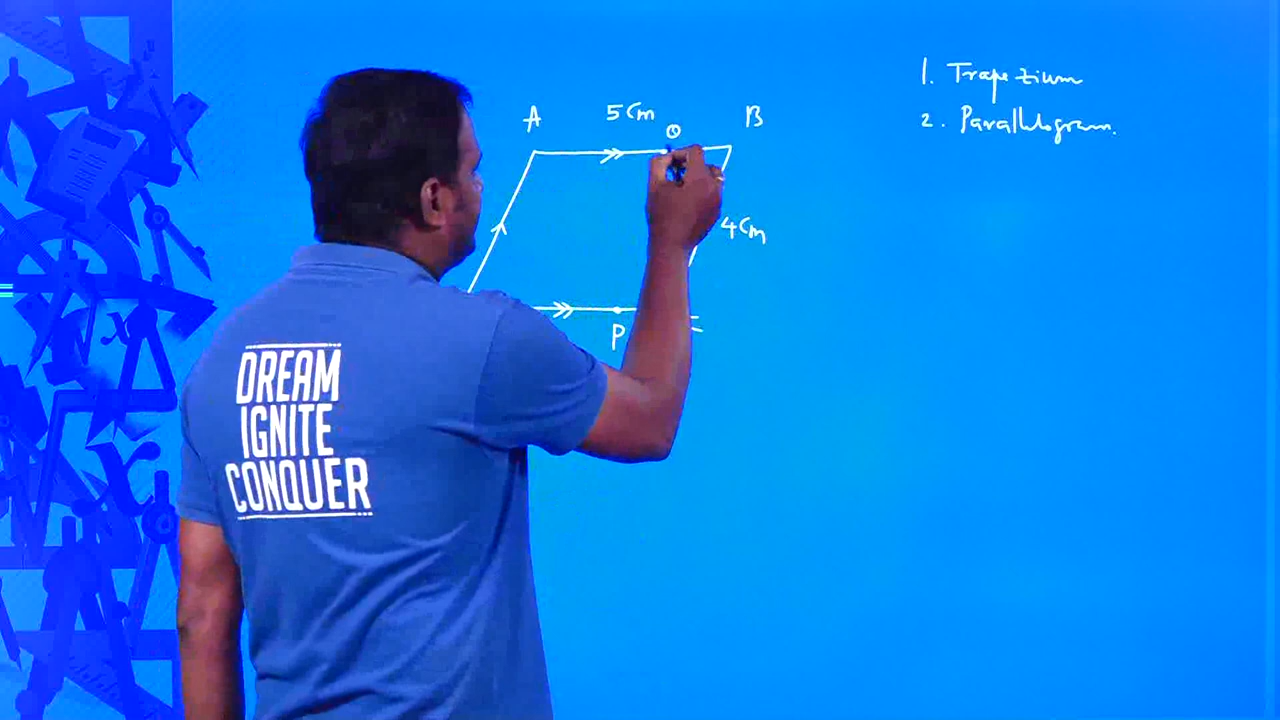 1. Trapezium
2. Parallelogram.
A 5cm Q B
4cm
P
DREAM
IGNITE
CONQUER